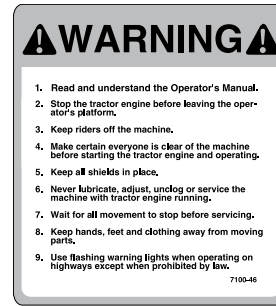 WARNING
1. Read and understand the Operator's Manual.
2. Stop the tractor engine before leaving the oper-
ator's platform.
3. Keep riders off the machine.
4. Make certain everyone is clear of the machine
before starting the tractor engine and operating.
5. Keep all shields in place.
6. Never lubricate, adjust, unclog or service the
machine with tractor engine running.
7. Wait for all movement to stop before servicing.
8. Keep hands, feet and clothing away from moving
parts.
9. Use flashing warning lights when operating on
highways except when prohibited by law.
7100-46